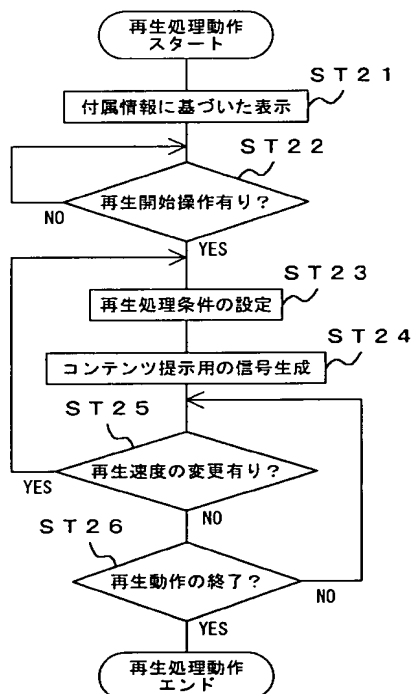 再生処理動作
スタート
ST21
付属情報に基づいた表示
ST22
再生開始操作有り?
NO
YES
ST23
再生処理条件の設定
ST24
コンテンツ提示用の信号生成
ST25
再生速度の変更有り?
YES
NO
ST26
再生動作の終了?
NO
YES
再生処理動作
エンド